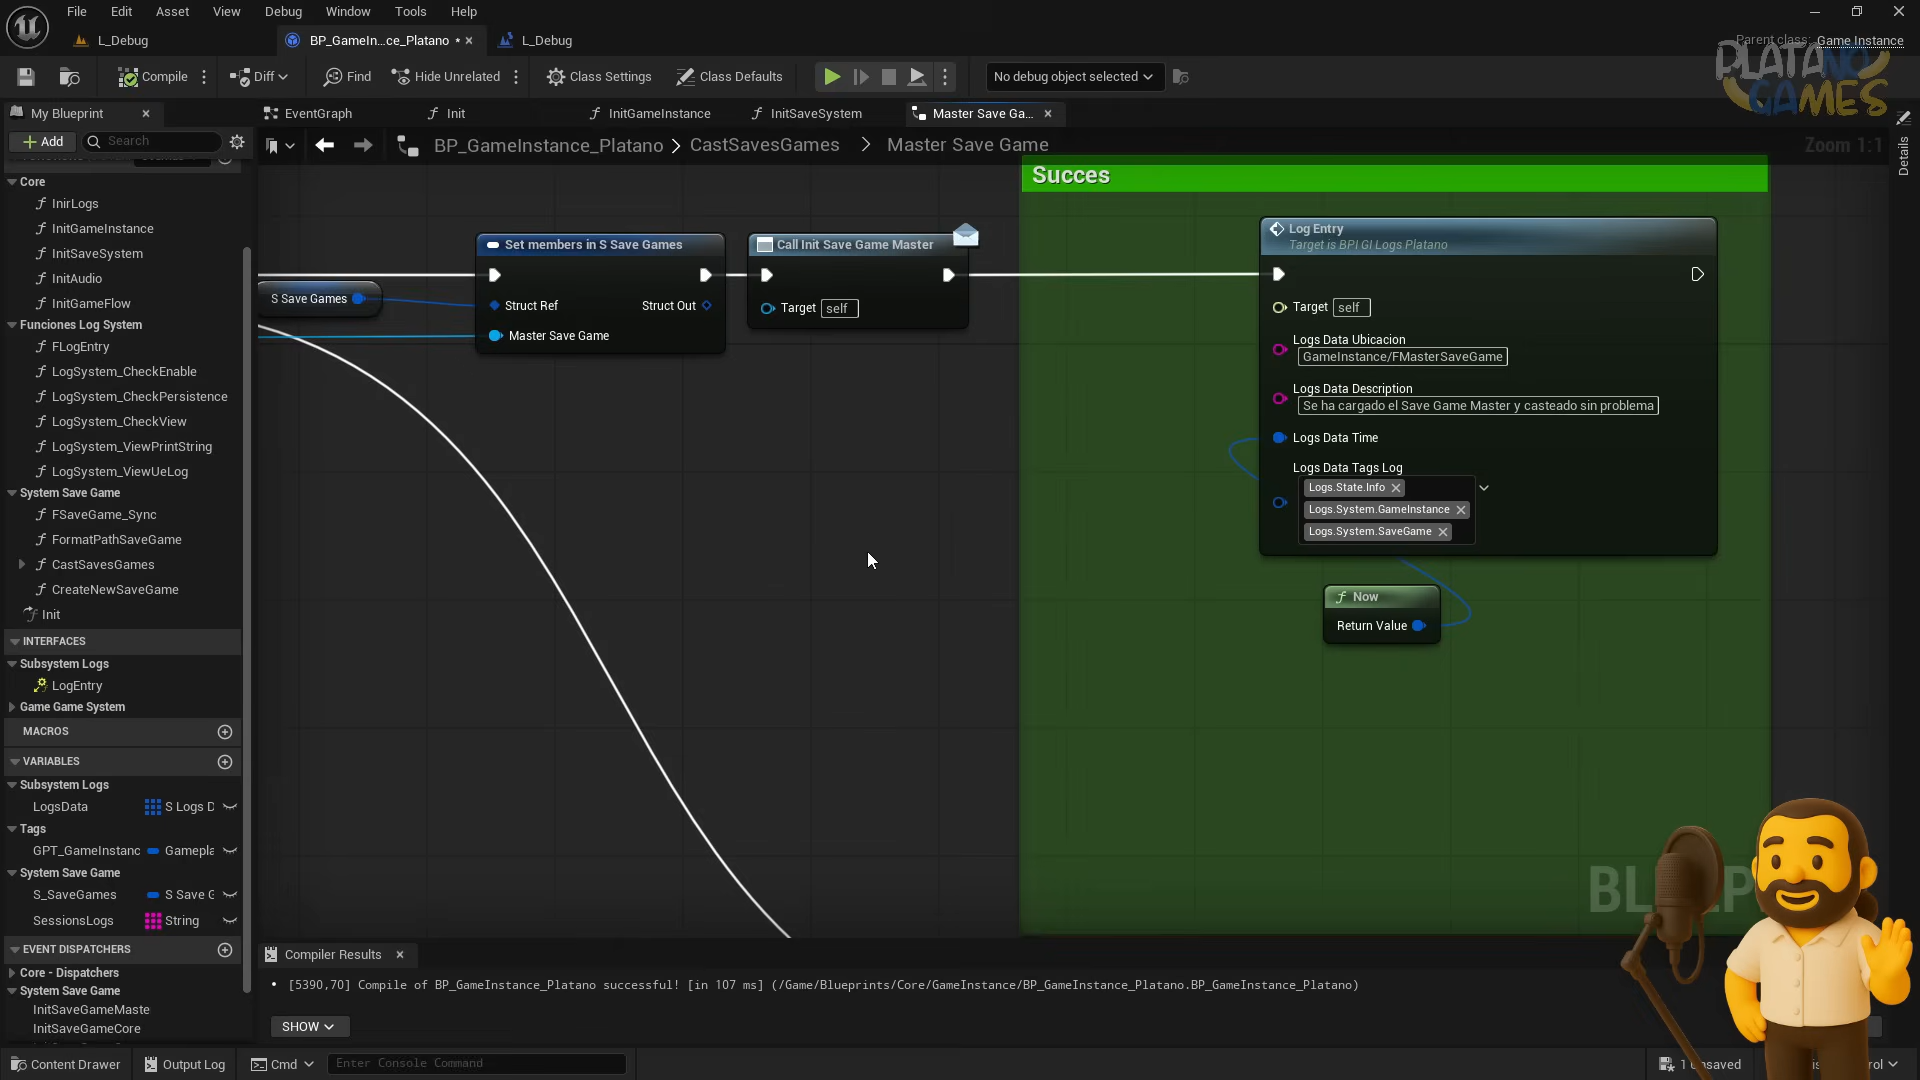 File Edit Asset View Debug Window Tools Help
L_Debug
BP_GameIn...ce_Platano
L_Debug
Parent class: Game Instance
PLATANO GAMES
Compile
Diff
Find
Hide Unrelated
Class Settings
Class Defaults
No debug object selected
My Blueprint
EventGraph
Init
InitGameInstance
InitSaveSystem
Master Save Ga...
Details
Add
Search
BP_GameInstance_Platano > CastSavesGames > Master Save Game
Zoom 1:1
Core
InirLogs
InitGameInstance
InitSaveSystem
InitAudio
InitGameFlow
Funciones Log System
FLogEntry
LogSystem_CheckEnable
LogSystem_CheckPersistence
LogSystem_CheckView
LogSystem_ViewPrintString
LogSystem_ViewUeLog
System Save Game
FSaveGame_Sync
FormatPathSaveGame
CastSavesGames
CreateNewSaveGame
Init
INTERFACES
Subsystem Logs
LogEntry
Game Game System
MACROS
VARIABLES
Subsystem Logs
LogsData S Logs D
Tags
GPT_GameInstanc Gamepla
System Save Game
S_SaveGames S Save G
SessionsLogs String
EVENT DISPATCHERS
Core - Dispatchers
System Save Game
InitSaveGameMaste
InitSaveGameCore
S Save Games
Set members in S Save Games
Struct Ref Struct Out
Master Save Game
Call Init Save Game Master
Target self
Succes
Log Entry
Target is BPI GI Logs Platano
Target self
Logs Data Ubicacion
GameInstance/FMasterSaveGame
Logs Data Description
Se ha cargado el Save Game Master y casteado sin problema
Logs Data Time
Logs Data Tags Log
Logs.State.Info
Logs.System.GameInstance
Logs.System.SaveGame
Now
Return Value
Compiler Results
[5390,70] Compile of BP_GameInstance_Platano successful! [in 107 ms] (/Game/Blueprints/Core/GameInstance/BP_GameInstance_Platano.BP_GameInstance_Platano)
SHOW
Content Drawer
Output Log
Cmd
Enter Console Command